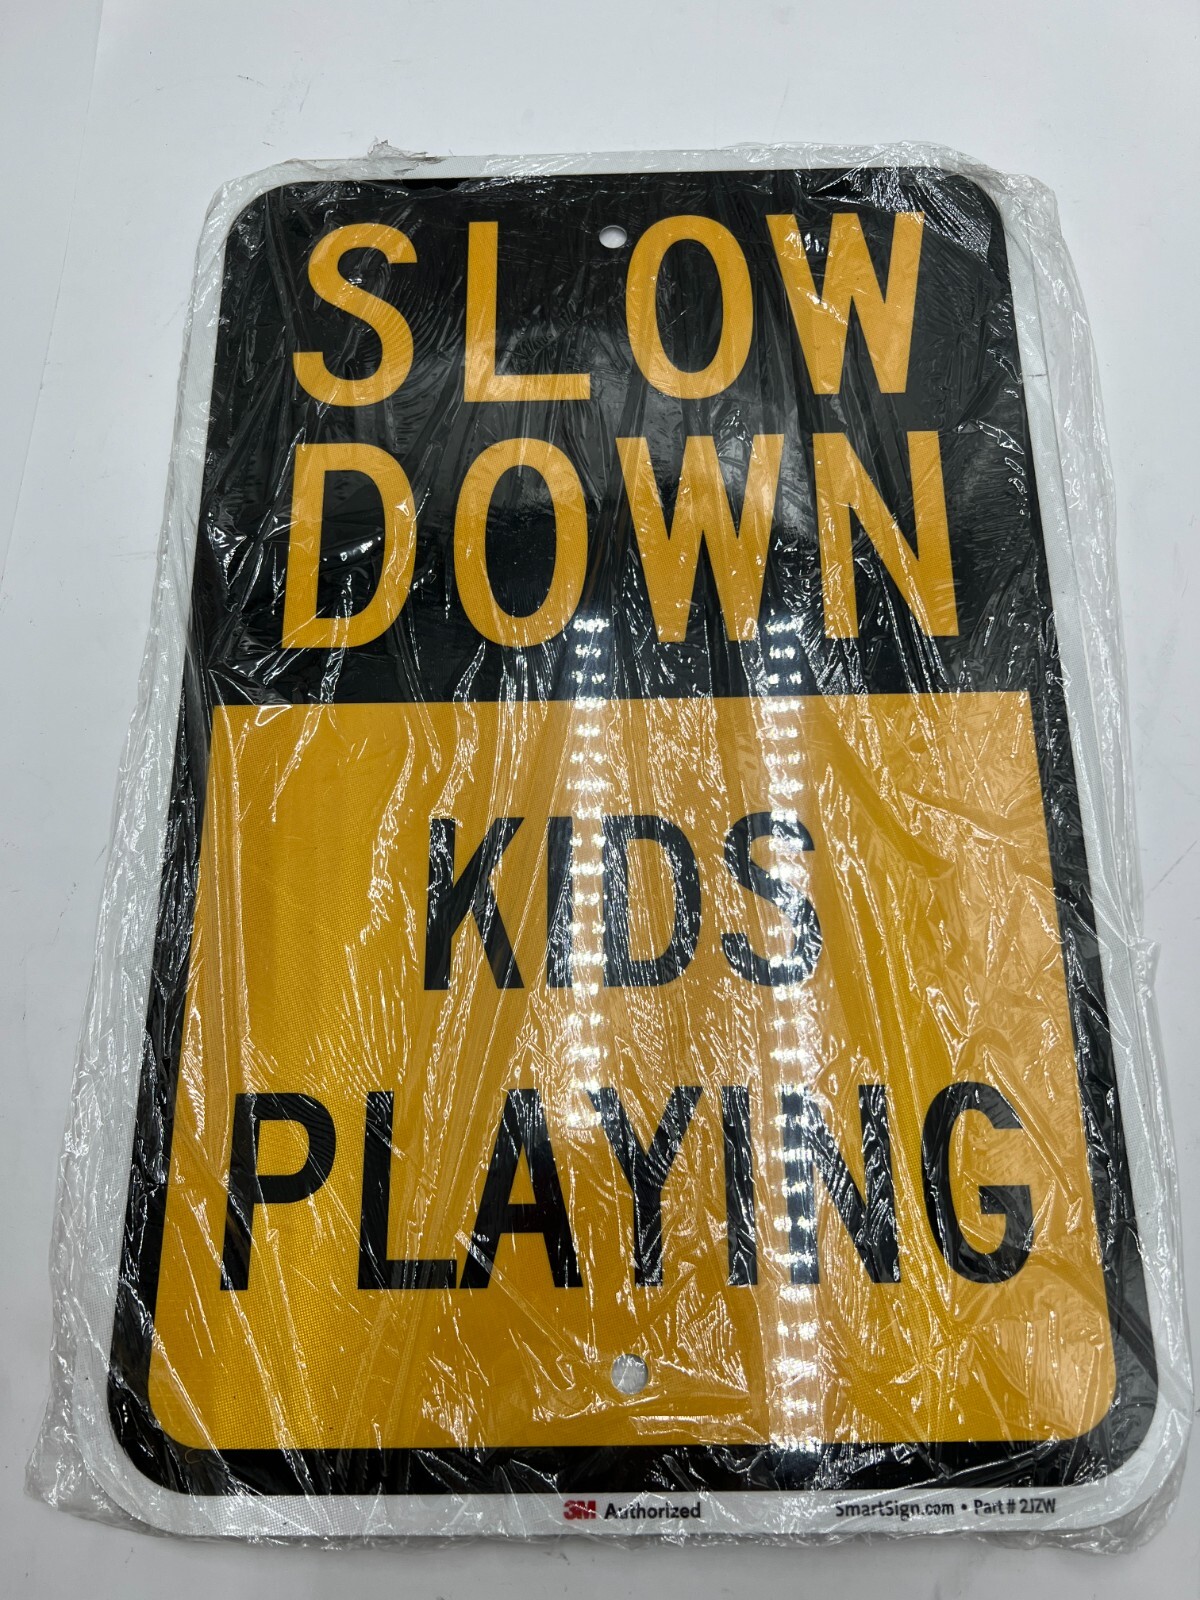 SLOW
DOWN
KIDS
PLAYING
3M Authorized SmartSign.com • Part # 2JZW